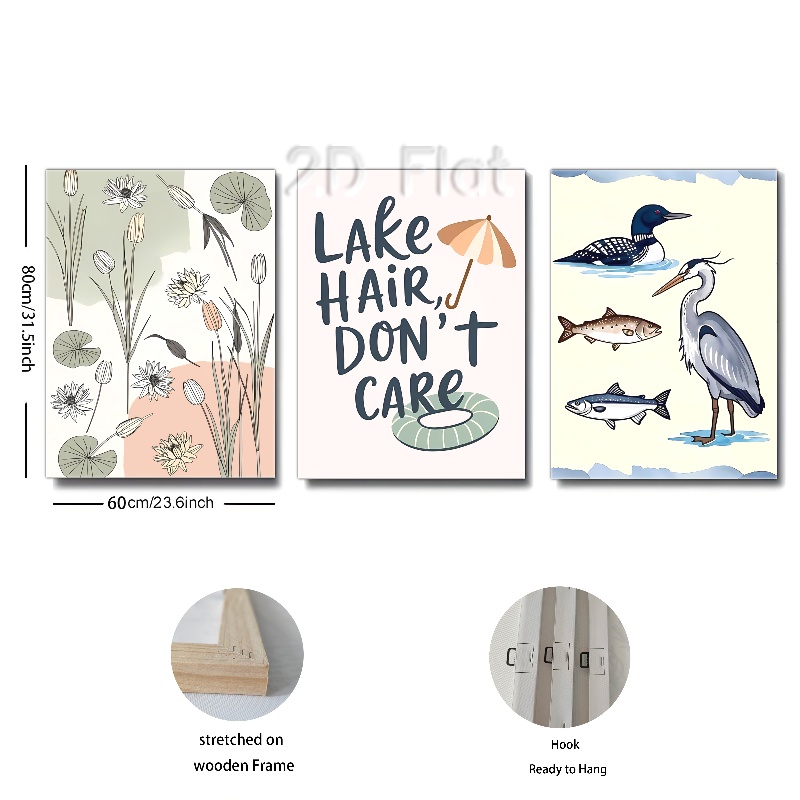 2D Flat
LAKE
HAIR,
DON'T
CARE
80cm/31.5inch
60cm/23.6inch
stretched on
wooden Frame
Hook
Ready to Hang